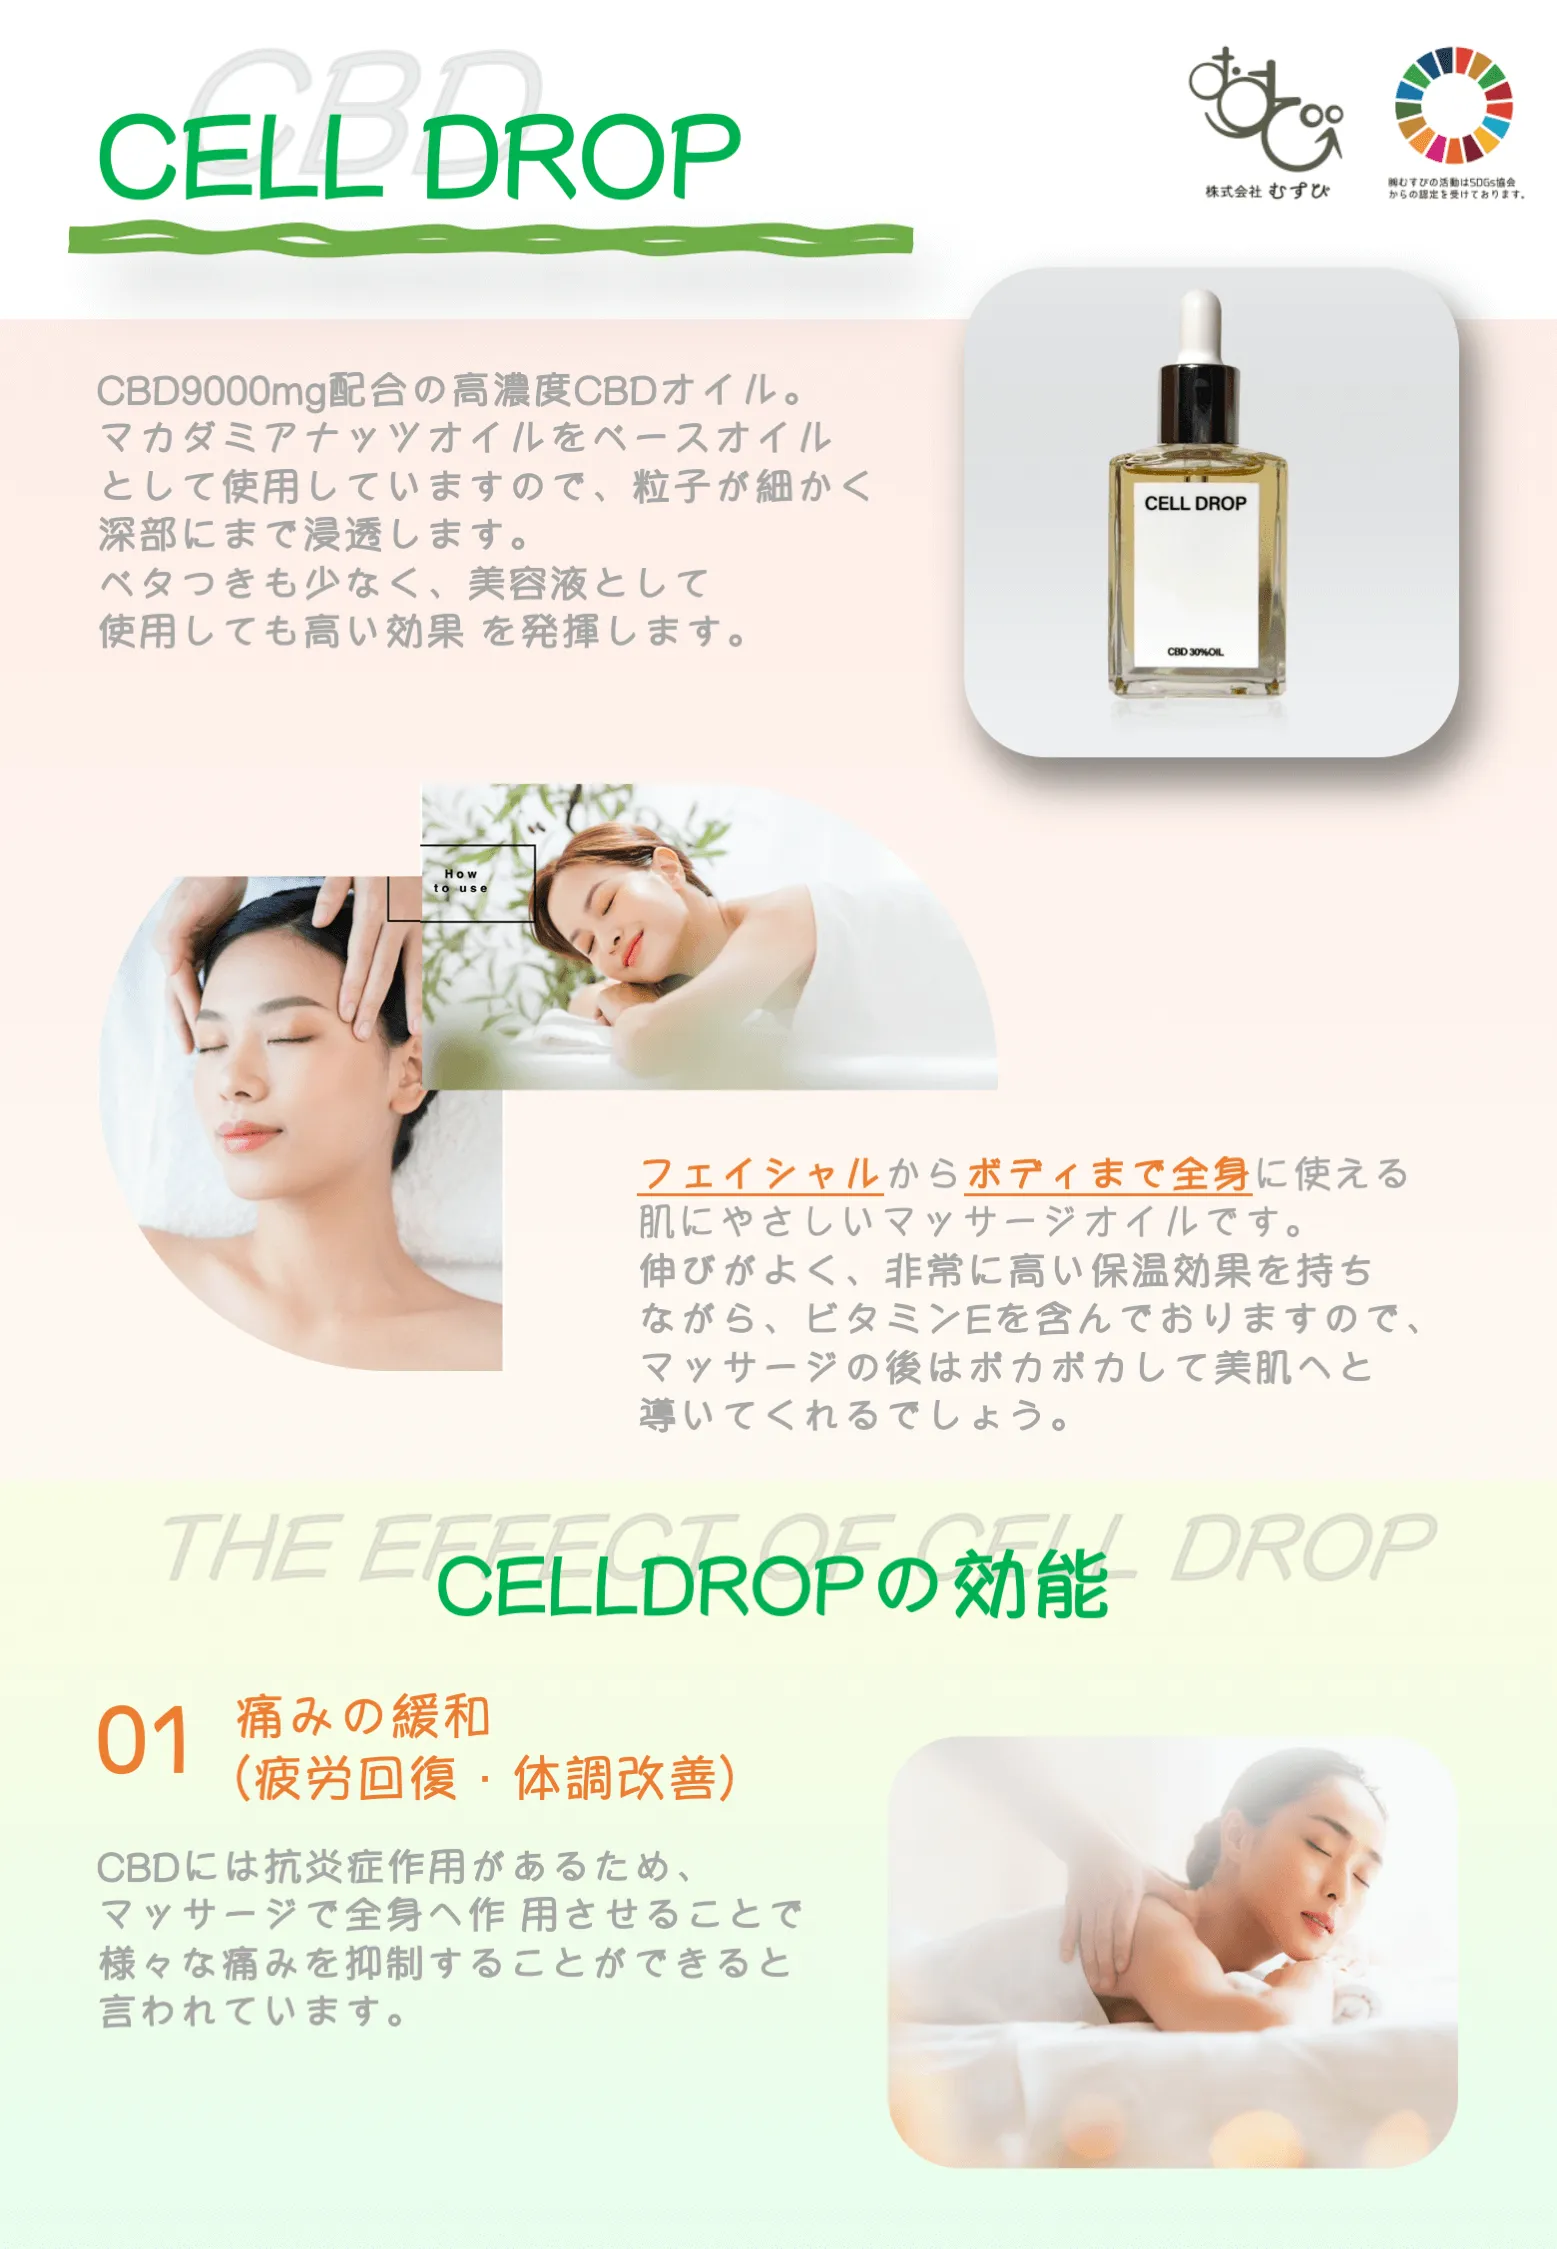 CBD
CELL DROP
むすび
株式会社 むすび
㈱むすびの活動はSDGs協会
からの認定を受けております。
CBD9000mg配合の高濃度CBDオイル。
マカダミアナッツオイルをベースオイル
として使用していますので、粒子が細かく
深部にまで浸透します。
ベタつきも少なく、美容液として
使用しても高い効果 を発揮します。
CELL DROP
CBD 30%OIL
How
to use
フェイシャルからボディまで全身に使える
肌にやさしいマッサージオイルです。
伸びがよく、非常に高い保温効果を持ち
ながら、ビタミンEを含んでおりますので、
マッサージの後はポカポカして美肌へと
導いてくれるでしょう。
THE EFFECT OF CELL DROP
CELLDROPの効能
01 痛みの緩和
(疲労回復・体調改善)
CBDには抗炎症作用があるため、
マッサージで全身へ作 用させることで
様々な痛みを抑制することができると
言われています。